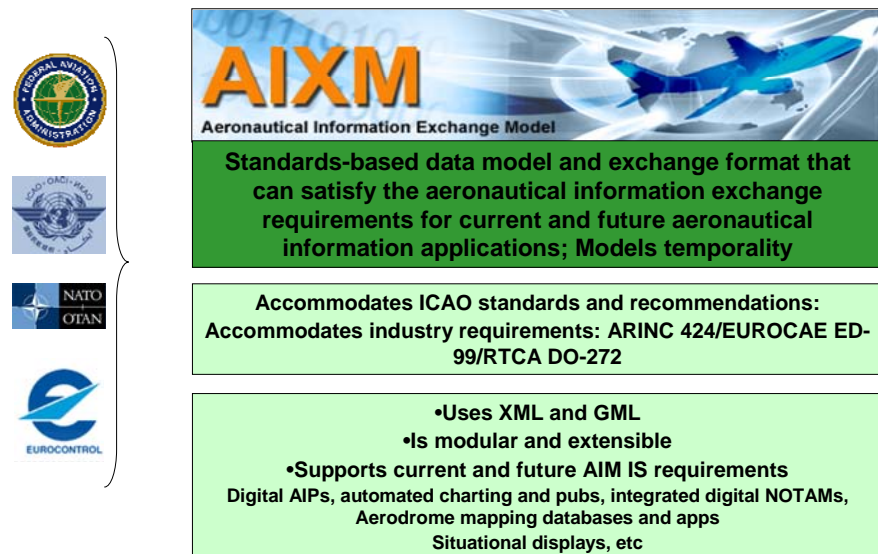 FEDERAL AVIATION
ADMINISTRATION
ICAO · OACI · ИКАО
NATO
OTAN
EUROCONTROL
AIXM
Aeronautical Information Exchange Model
Standards-based data model and exchange format that
can satisfy the aeronautical information exchange
requirements for current and future aeronautical
information applications; Models temporality
Accommodates ICAO standards and recommendations:
Accommodates industry requirements: ARINC 424/EUROCAE ED-
99/RTCA DO-272
•Uses XML and GML
•Is modular and extensible
•Supports current and future AIM IS requirements
Digital AIPs, automated charting and pubs, integrated digital NOTAMs,
Aerodrome mapping databases and apps
Situational displays, etc